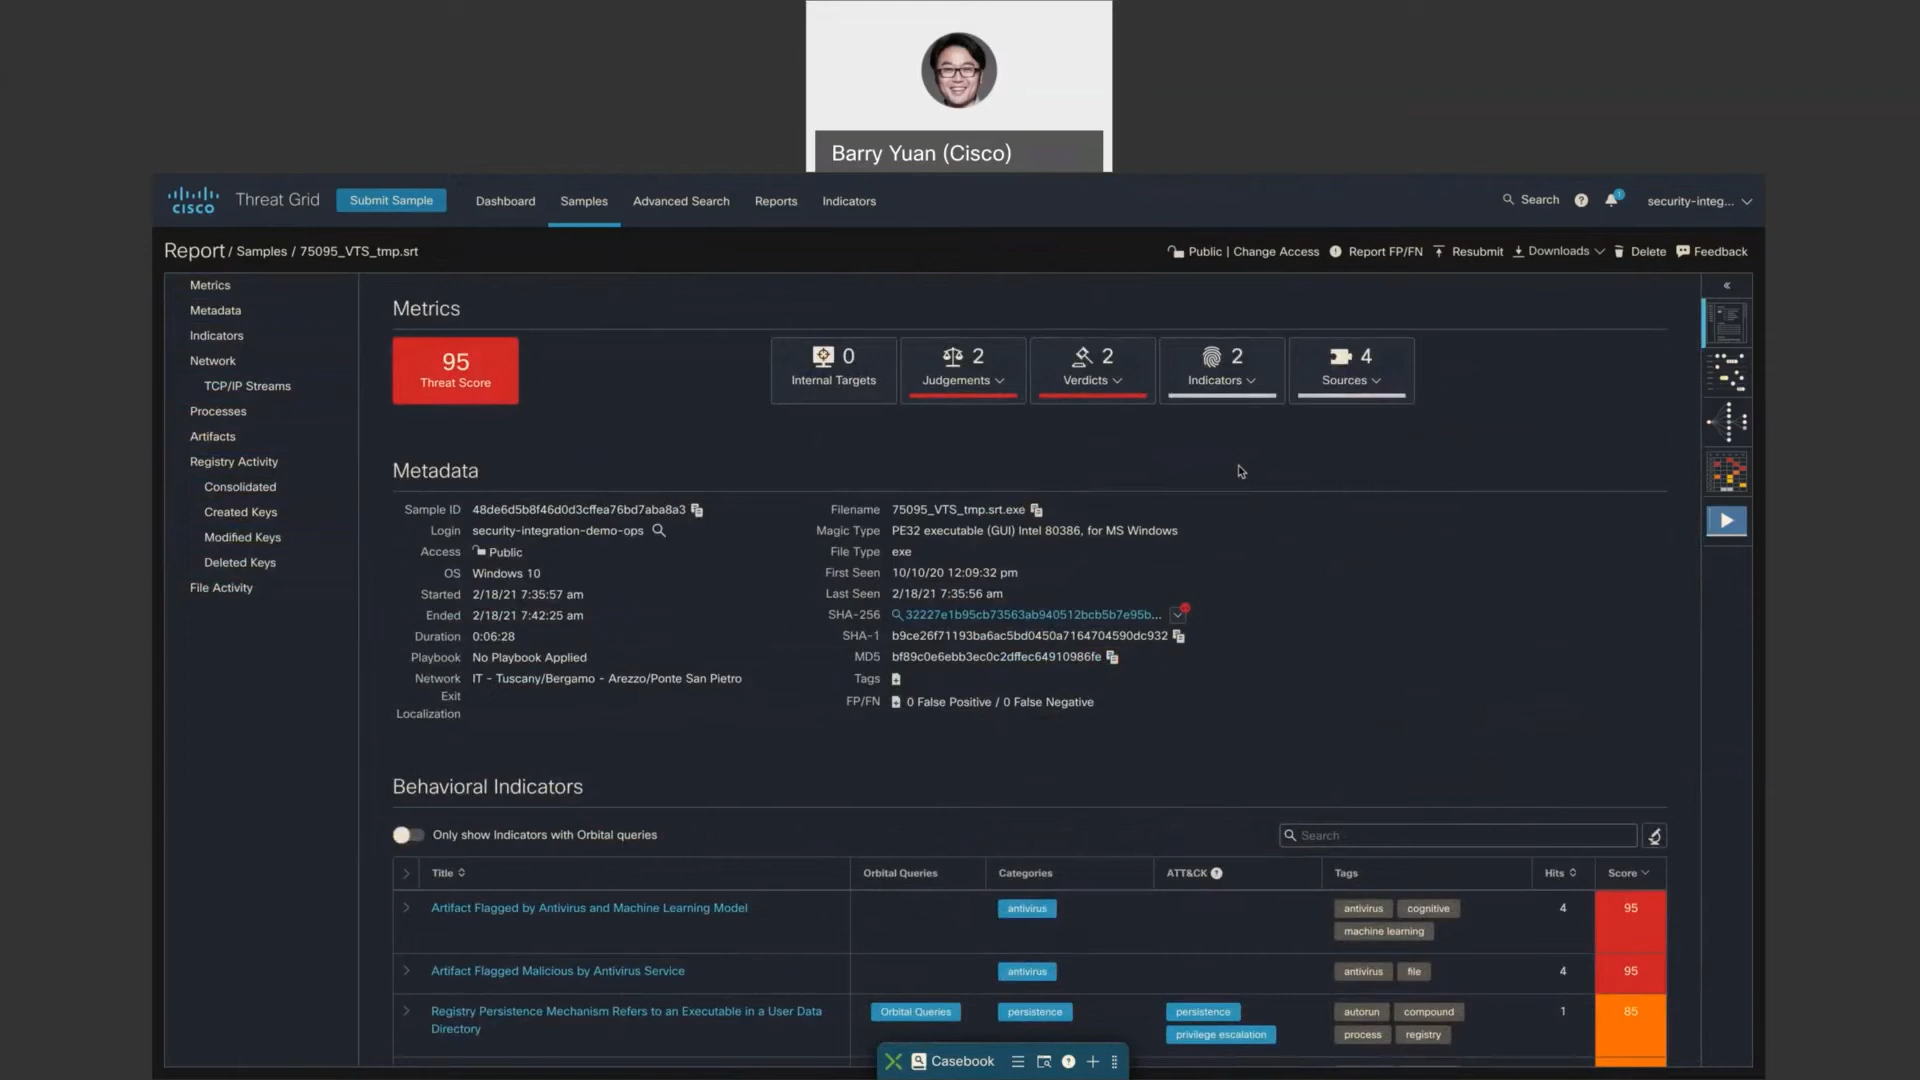 Barry Yuan (Cisco)
CISCO Threat Grid Submit Sample Dashboard Samples Advanced Search Reports Indicators Search ? 1 security-integ...
Report / Samples / 75095_VTS_tmp.srt Public | Change Access Report FP/FN Resubmit Downloads Delete Feedback
Metrics
Metadata
Indicators
Network
TCP/IP Streams
Processes
Artifacts
Registry Activity
Consolidated
Created Keys
Modified Keys
Deleted Keys
File Activity
Metrics
95
Threat Score
0
Internal Targets
2
Judgements
2
Verdicts
2
Indicators
4
Sources
Metadata
Sample ID 48de6d5b8f46d0d3cffea76bd7aba8a3
Login security-integration-demo-ops
Access Public
OS Windows 10
Started 2/18/21 7:35:57 am
Ended 2/18/21 7:42:25 am
Duration 0:06:28
Playbook No Playbook Applied
Network IT - Tuscany/Bergamo - Arezzo/Ponte San Pietro
Exit
Localization
Filename 75095_VTS_tmp.srt.exe
Magic Type PE32 executable (GUI) Intel 80386, for MS Windows
File Type exe
First Seen 10/10/20 12:09:32 pm
Last Seen 2/18/21 7:35:56 am
SHA-256 32227e1b95cb73563ab940512bcb5b7e95b...
SHA-1 b9ce26f71193ba6ac5bd0450a7164704590dc932
MD5 bf89c0e6ebb3ec0c2dffec64910986fe
Tags
FP/FN 0 False Positive / 0 False Negative
Behavioral Indicators
Only show Indicators with Orbital queries Search
Title Orbital Queries Categories ATT&CK ? Tags Hits Score
Artifact Flagged by Antivirus and Machine Learning Model antivirus antivirus cognitive 4 95
machine learning
Artifact Flagged Malicious by Antivirus Service antivirus antivirus file 4 95
Registry Persistence Mechanism Refers to an Executable in a User Data Orbital Queries persistence persistence autorun compound 1 85
Directory privilege escalation process registry
Casebook ?